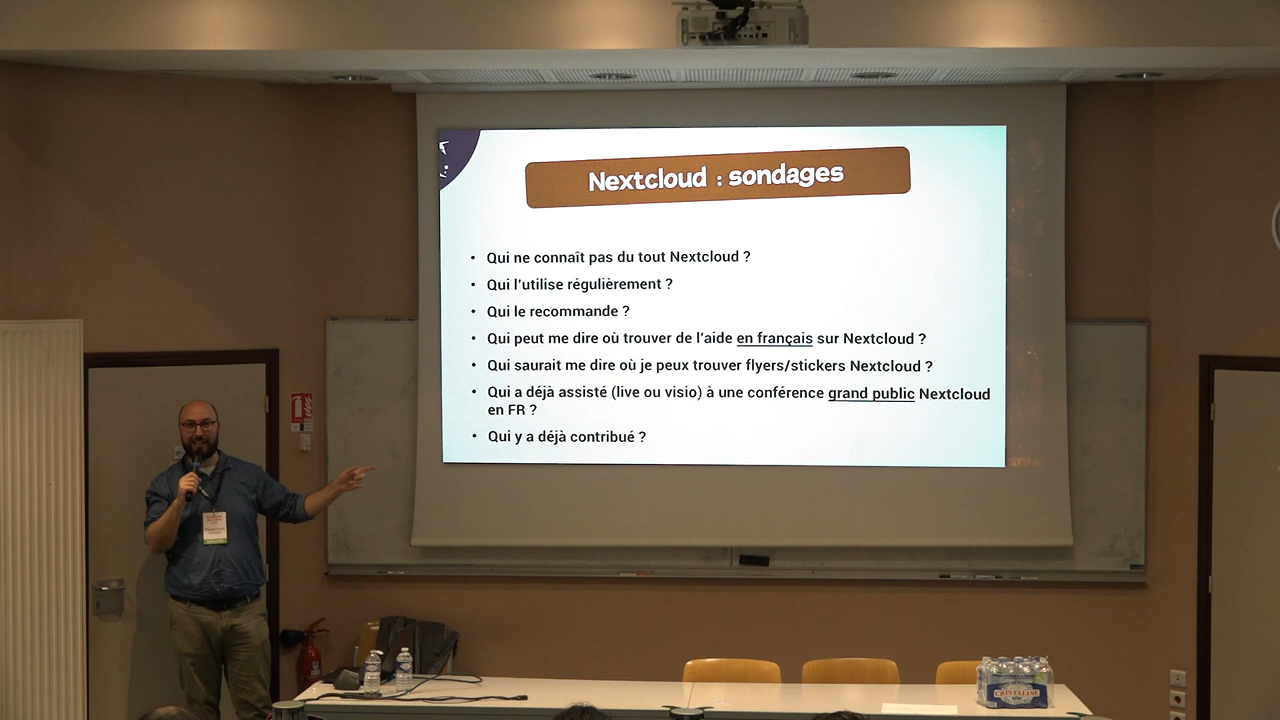 Nextcloud : sondages
• Qui ne connaît pas du tout Nextcloud ?
• Qui l'utilise régulièrement ?
• Qui le recommande ?
• Qui peut me dire où trouver de l'aide en français sur Nextcloud ?
• Qui saurait me dire où je peux trouver flyers/stickers Nextcloud ?
• Qui a déjà assisté (live ou visio) à une conférence grand public Nextcloud
en FR ?
• Qui y a déjà contribué ?
CRISTALINE